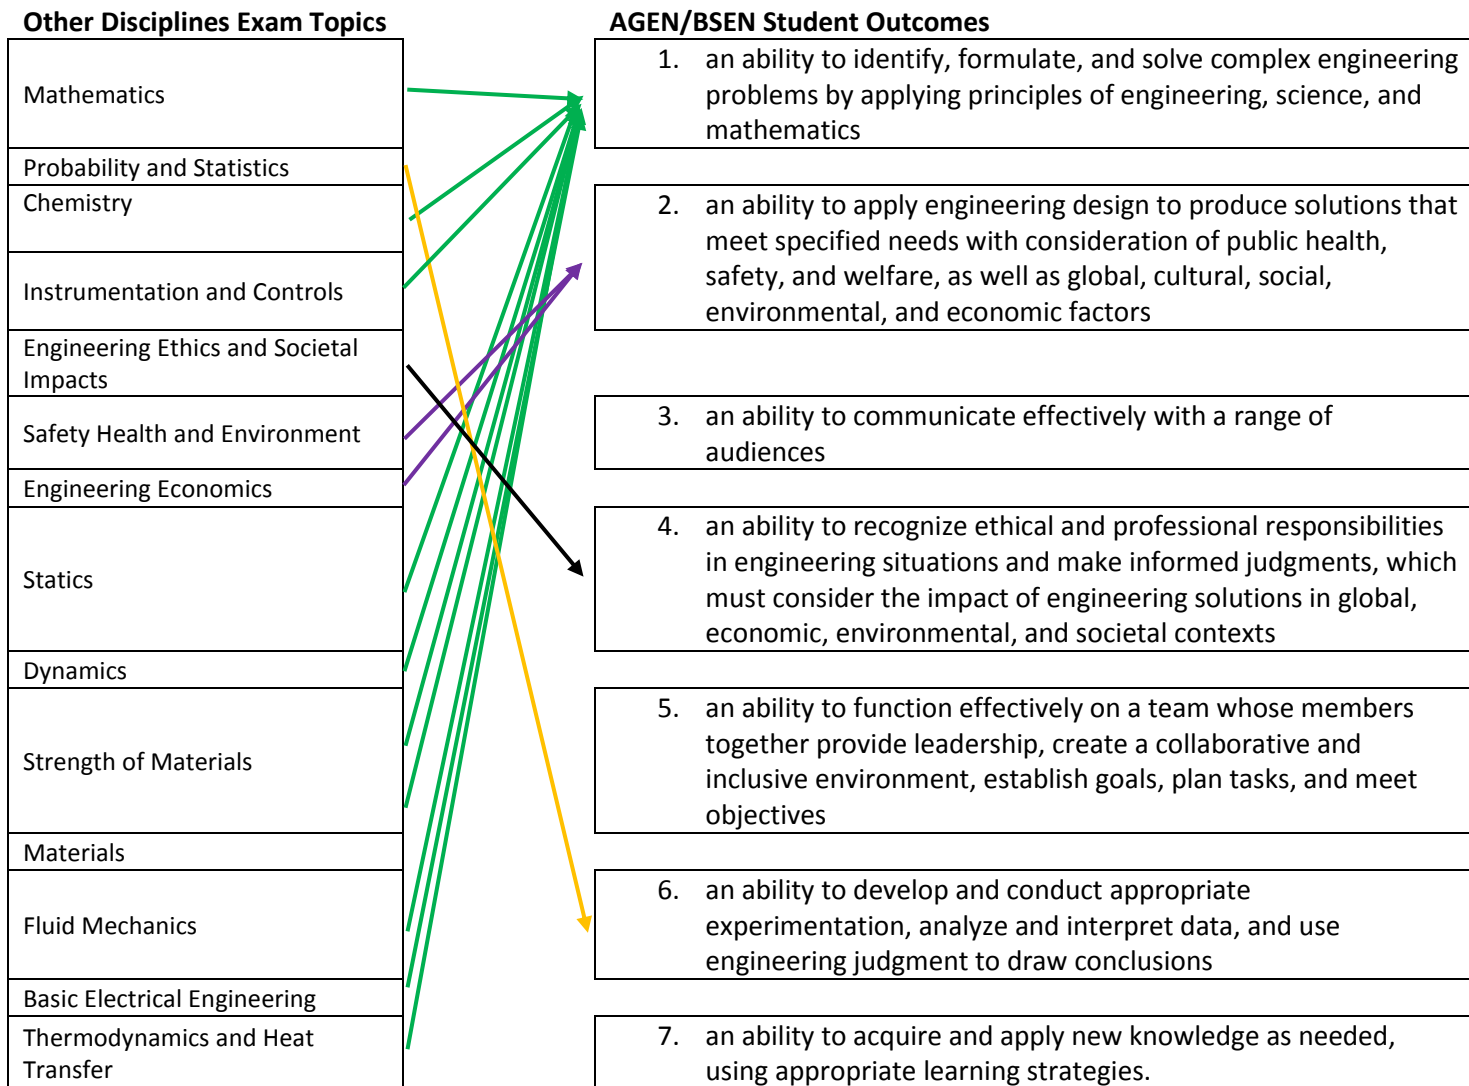 Other Disciplines Exam Topics
Mathematics
Probability and Statistics
Chemistry
Instrumentation and Controls
Engineering Ethics and Societal
Impacts
Safety Health and Environment
Engineering Economics
Statics
Dynamics
Strength of Materials
Materials
Fluid Mechanics
Basic Electrical Engineering
Thermodynamics and Heat
Transfer
AGEN/BSEN Student Outcomes
1. an ability to identify, formulate, and solve complex engineering
problems by applying principles of engineering, science, and
mathematics
2. an ability to apply engineering design to produce solutions that
meet specified needs with consideration of public health,
safety, and welfare, as well as global, cultural, social,
environmental, and economic factors
3. an ability to communicate effectively with a range of
audiences
4. an ability to recognize ethical and professional responsibilities
in engineering situations and make informed judgments, which
must consider the impact of engineering solutions in global,
economic, environmental, and societal contexts
5. an ability to function effectively on a team whose members
together provide leadership, create a collaborative and
inclusive environment, establish goals, plan tasks, and meet
objectives
6. an ability to develop and conduct appropriate
experimentation, analyze and interpret data, and use
engineering judgment to draw conclusions
7. an ability to acquire and apply new knowledge as needed,
using appropriate learning strategies.